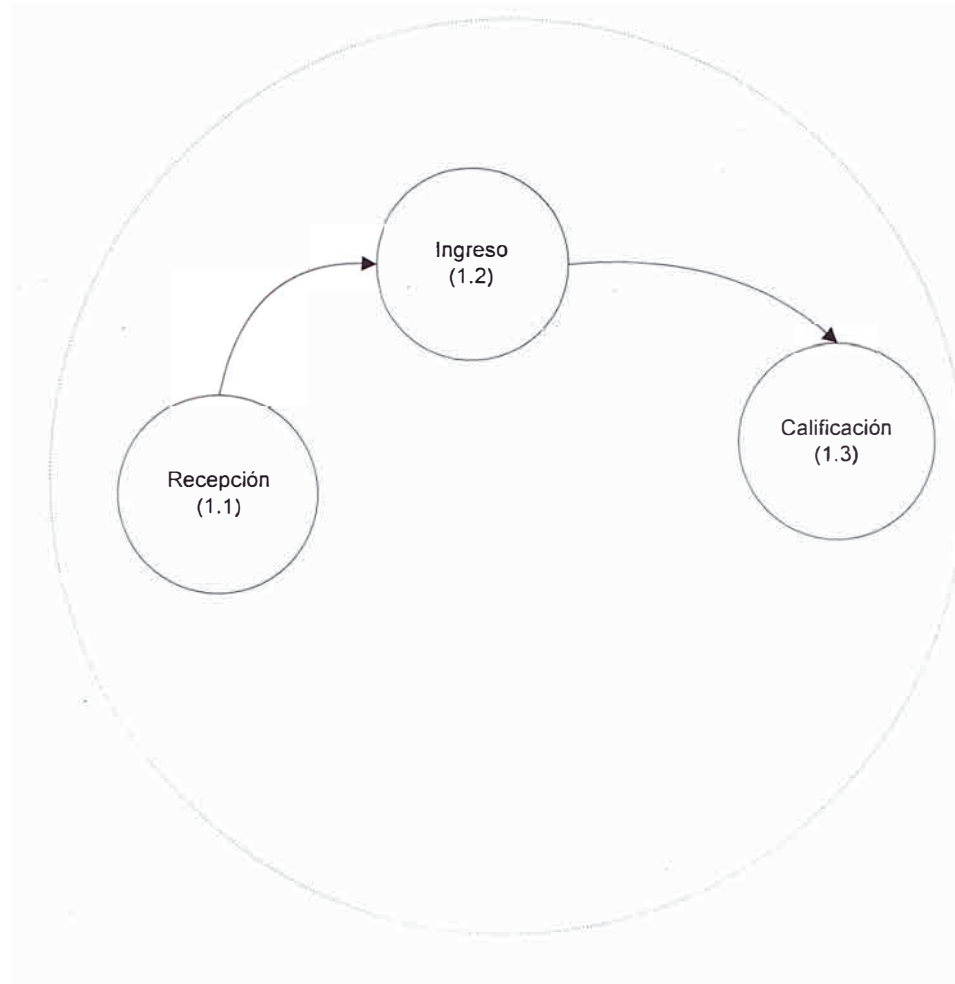 Ingreso
(1.2)
Calificación
(1.3)
Recepción
(1.1)